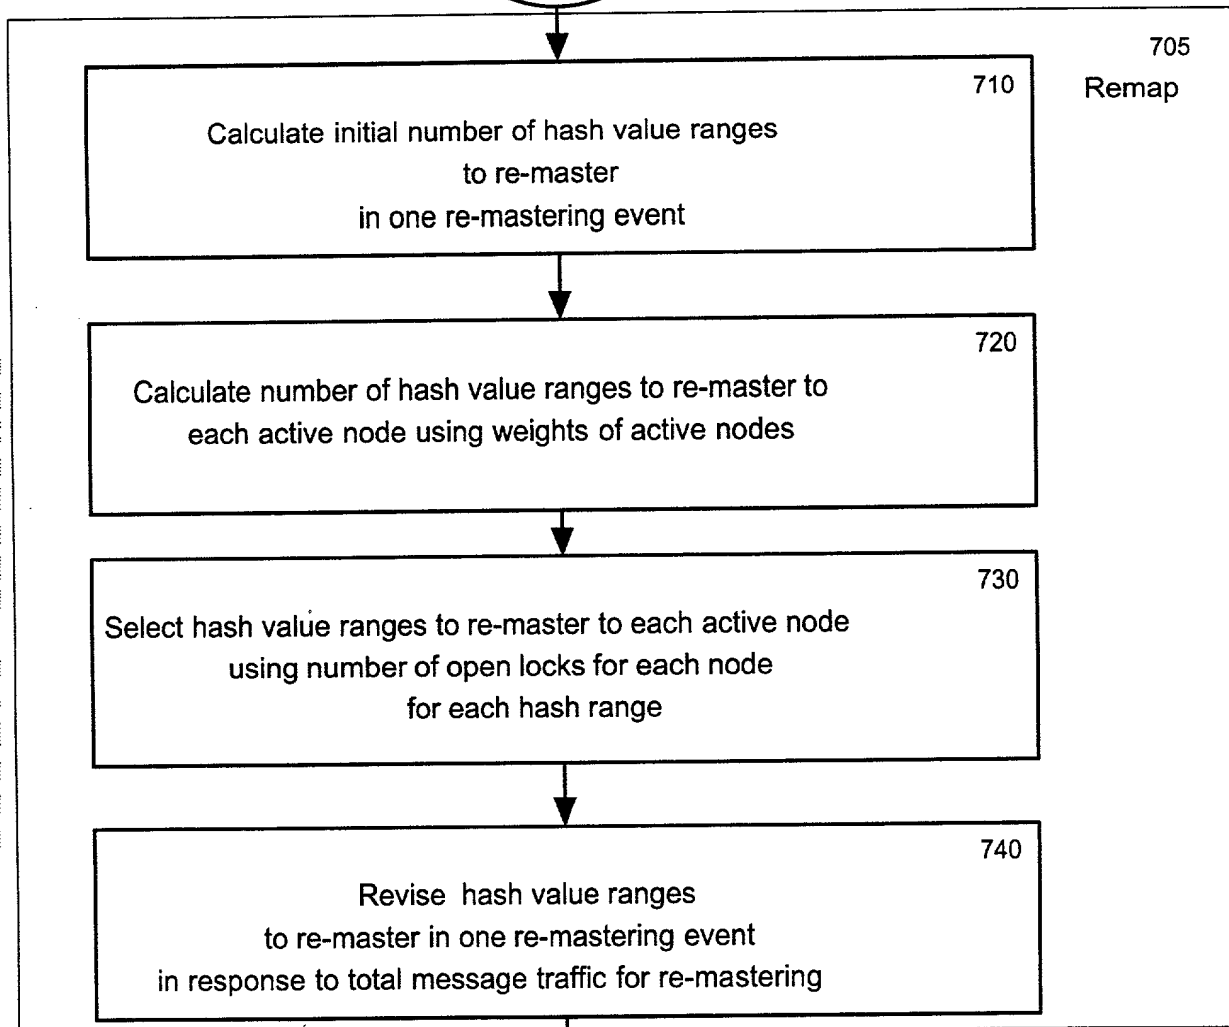 705
Remap
710
Calculate initial number of hash value ranges
to re-master
in one re-mastering event
720
Calculate number of hash value ranges to re-master to
each active node using weights of active nodes
730
Select hash value ranges to re-master to each active node
using number of open locks for each node
for each hash range
740
Revise hash value ranges
to re-master in one re-mastering event
in response to total message traffic for re-mastering